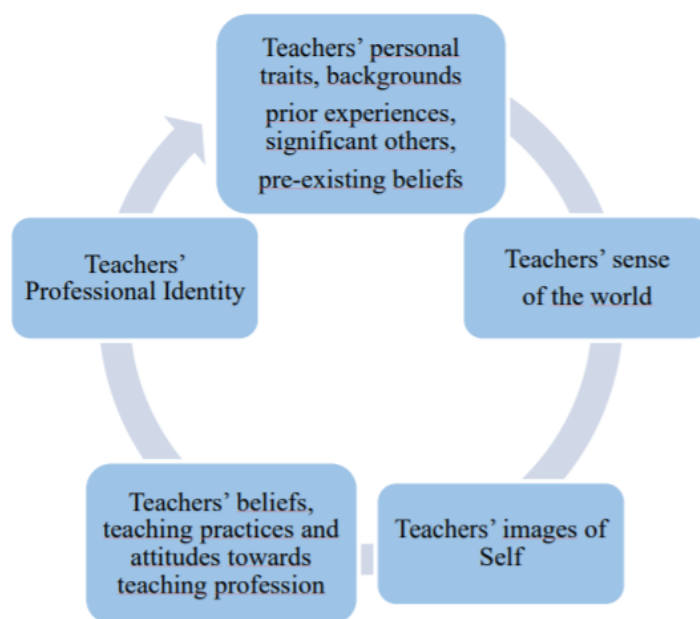 Teachers’ personal
traits, backgrounds
prior experiences,
significant others,
pre-existing beliefs
Teachers’ sense
of the world
Teachers’ images of
Self
Teachers’ beliefs,
teaching practices and
attitudes towards
teaching profession
Teachers’
Professional Identity